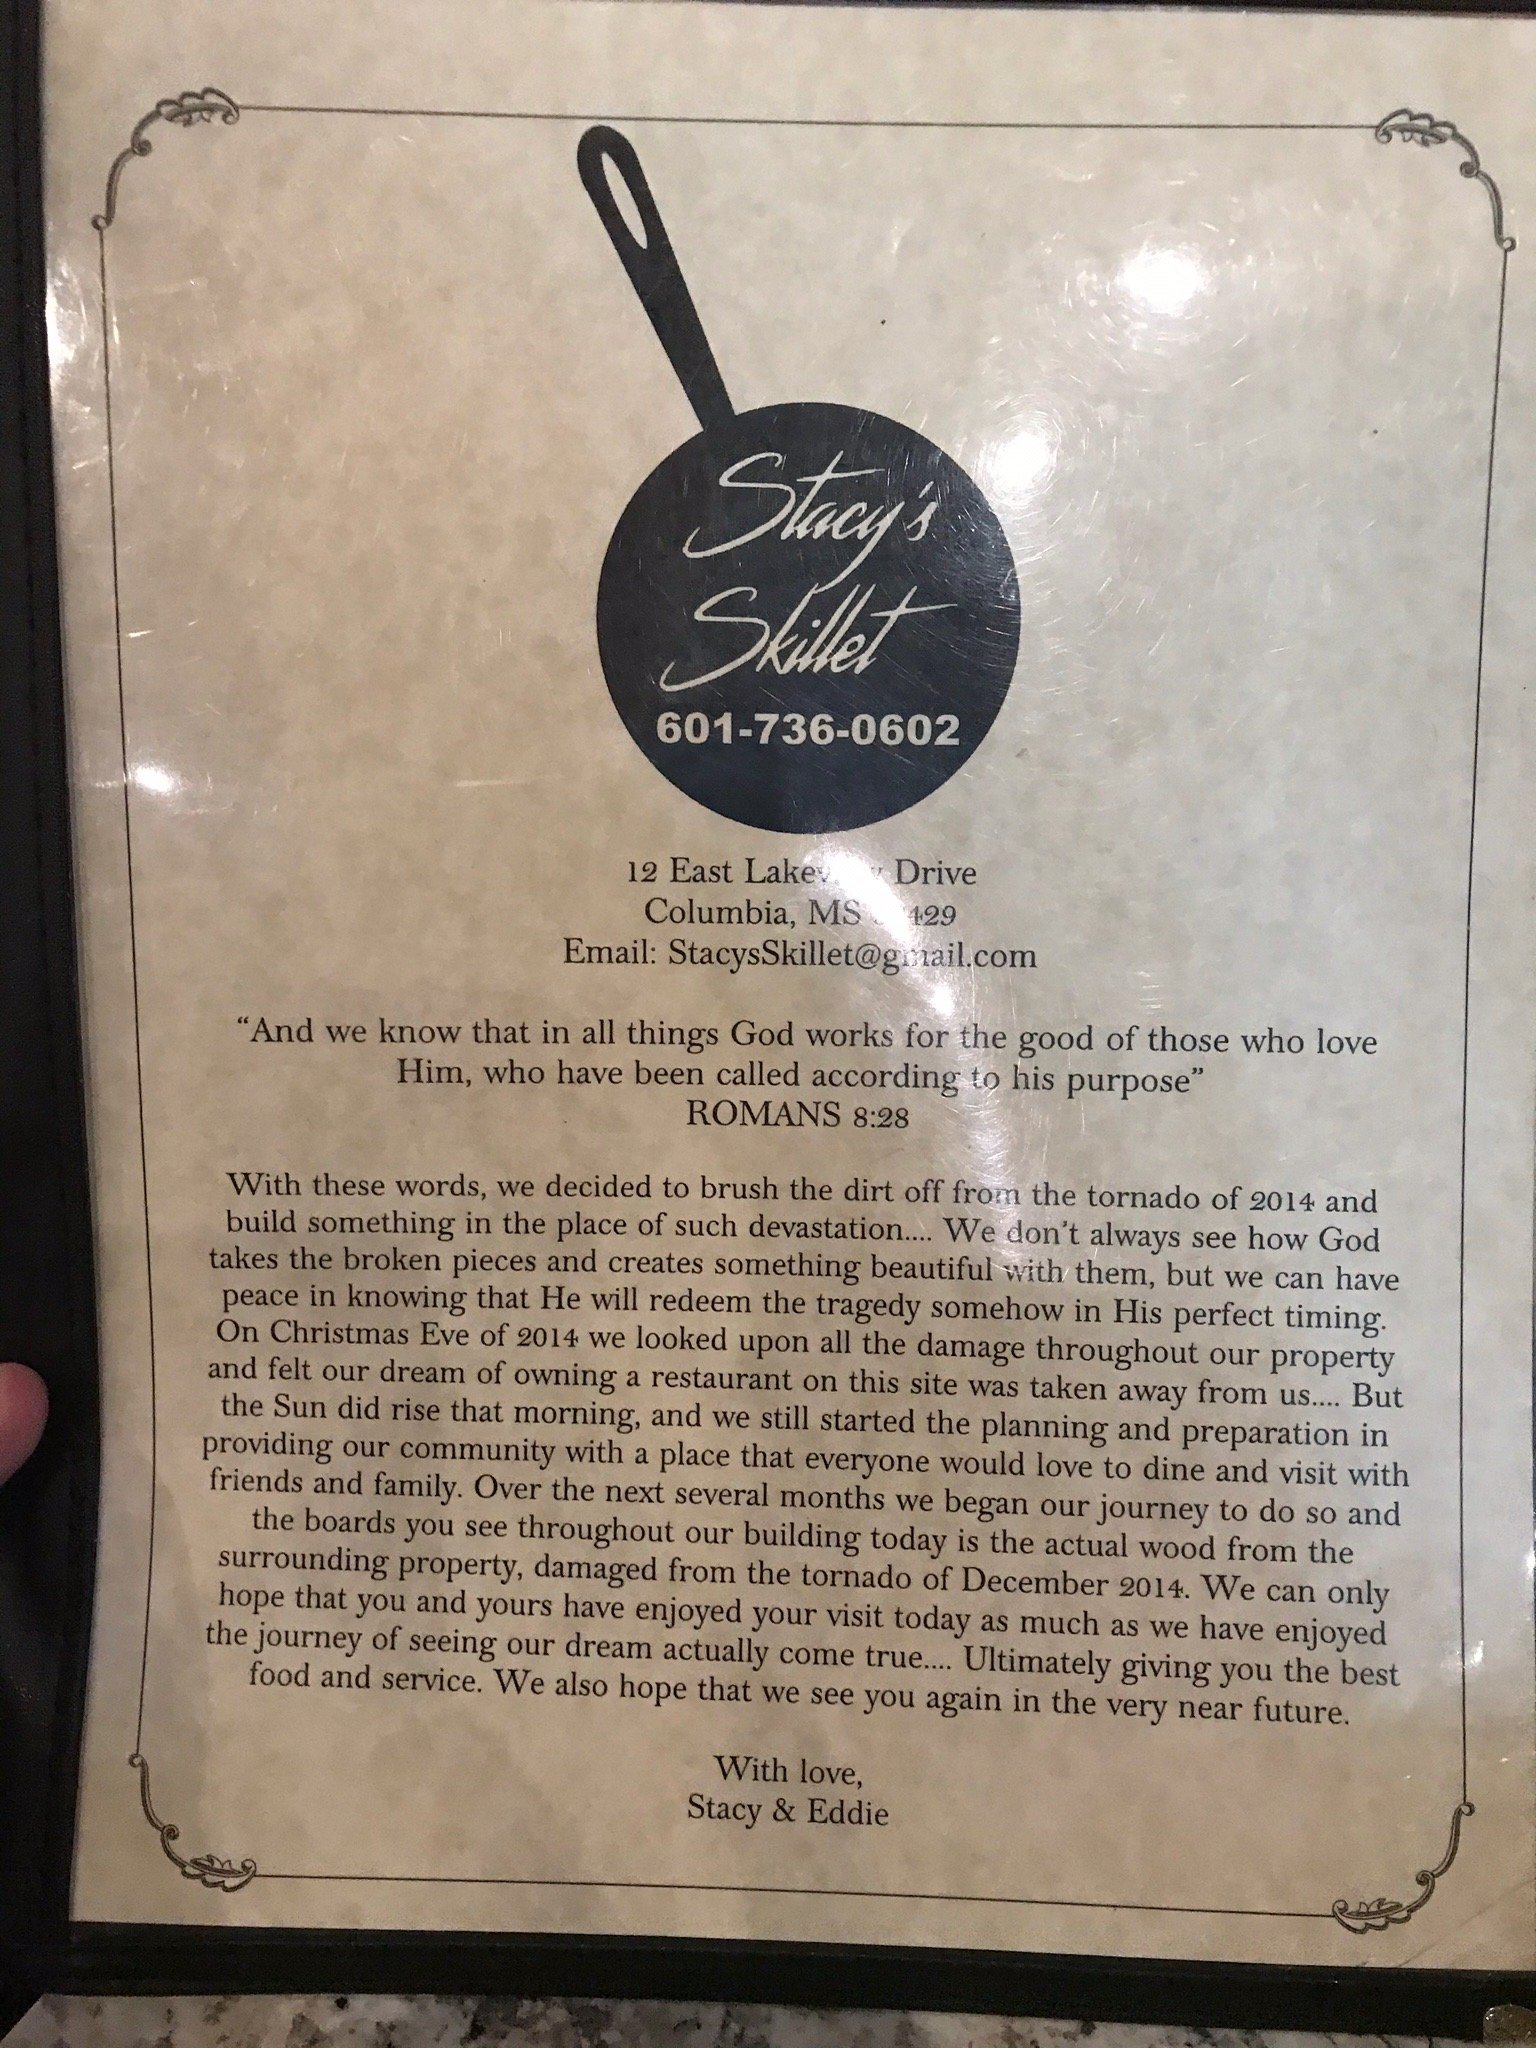 Stacy's
Skillet
601-736-0602
12 East Drive
Columbia, MS
Email: StacysSkillet@gmail.com
“And we know that in all things God works for the good of those who love
Him, who have been called according to his purpose”
ROMANS 8:28
With these words, we decided to brush the dirt off from the tornado of 2014 and
build something in the place of such devastation.... We don't always see how God
takes the broken pieces and creates something beautiful with them, but we can have
peace in knowing that He will redeem the tragedy somehow in His perfect timing.
On Christmas Eve of 2014 we looked upon all the damage throughout our property
and felt our dream of owning a restaurant on this site was taken away from us.... But
the Sun did rise that morning, and we still started the planning and preparation in
providing our community with a place that everyone would love to dine and visit with
friends and family. Over the next several months we began our journey to do so and
the boards you see throughout our building today is the actual wood from the
surrounding property, damaged from the tornado of December 2014. We can only
hope that you and yours have enjoyed your visit today as much as we have enjoyed
the journey of seeing our dream actually come true.... Ultimately giving you the best
food and service. We also hope that we see you again in the very near future.
With love,
Stacy & Eddie